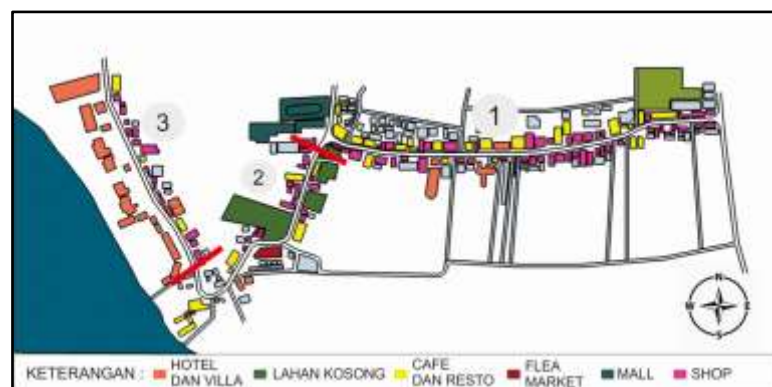 1
3
2
N
W E
S
KETERANGAN : HOTEL DAN VILLA LAHAN KOSONG CAFE DAN RESTO FLEA MARKET MALL SHOP